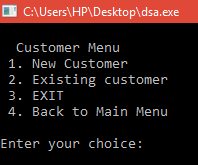 C:\Users\HP\Desktop\dsa.exe
Customer Menu
1. New Customer
2. Existing customer
3. EXIT
4. Back to Main Menu
Enter your choice: